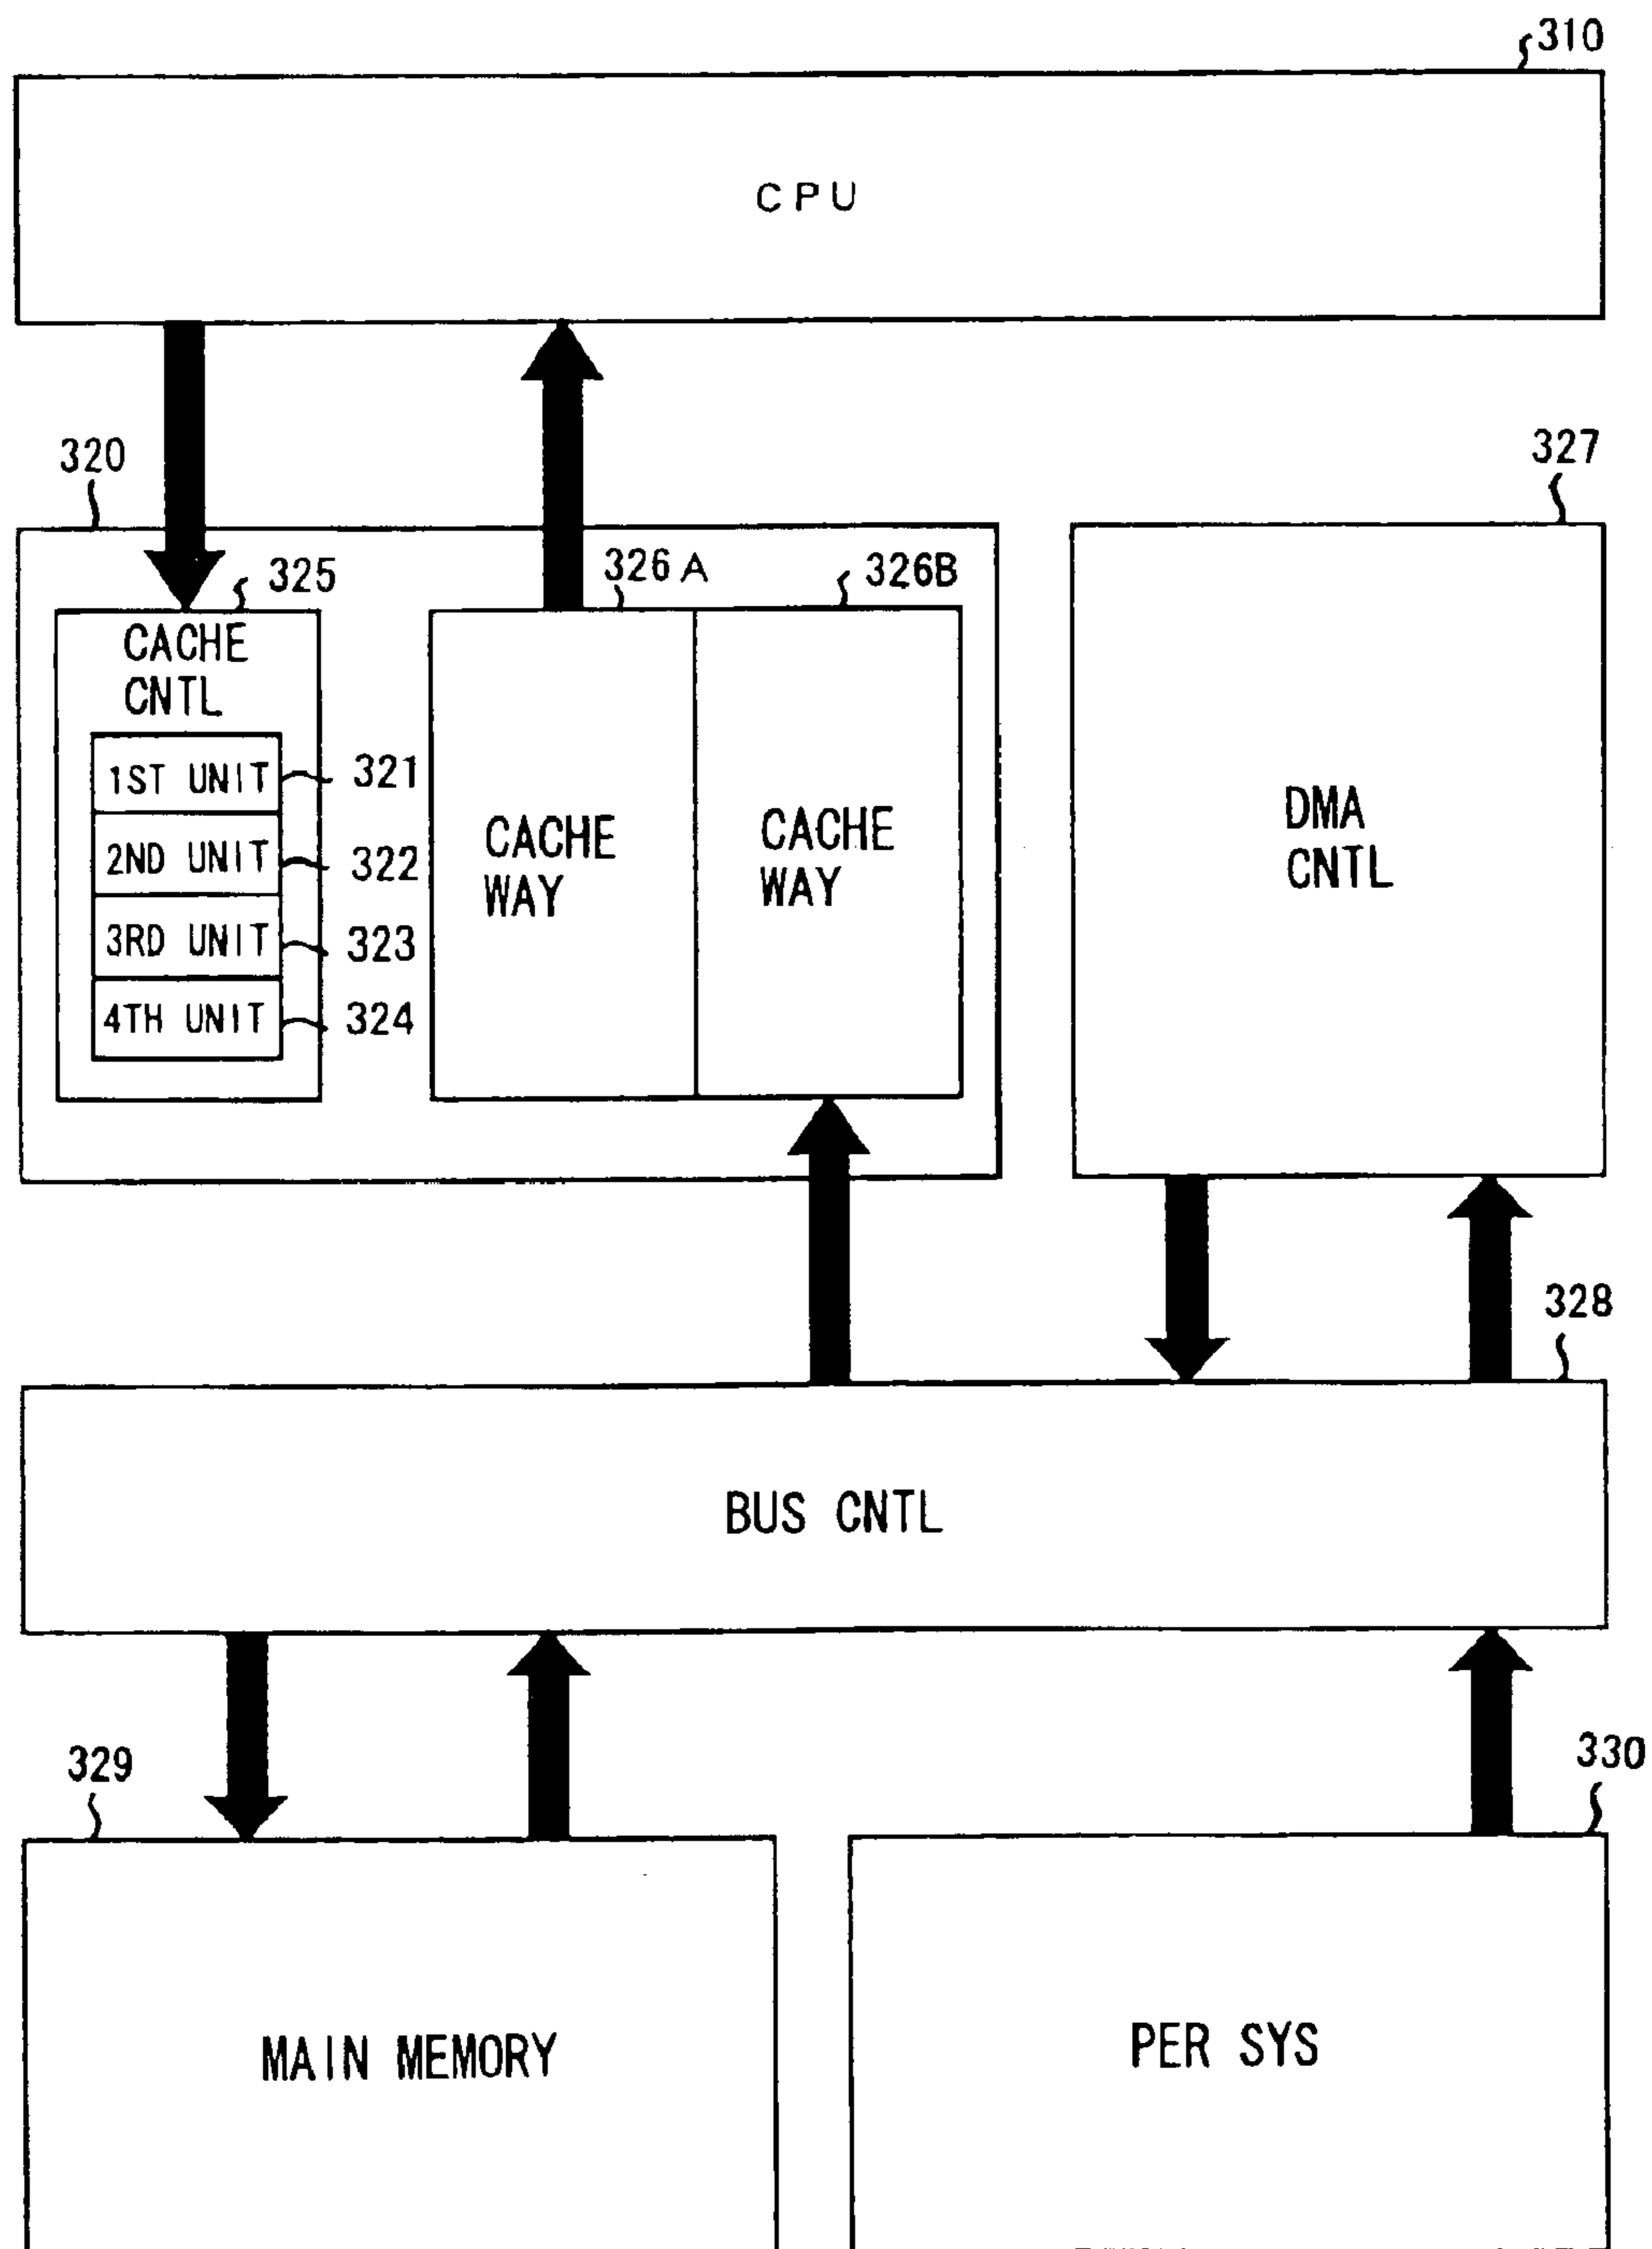 310
CPU
320
327
325
326A
326B
CACHE
CNTL
1ST UNIT
321
2ND UNIT
322
3RD UNIT
323
4TH UNIT
324
CACHE
WAY
CACHE
WAY
DMA
CNTL
328
BUS CNTL
329
330
MAIN MEMORY
PER SYS